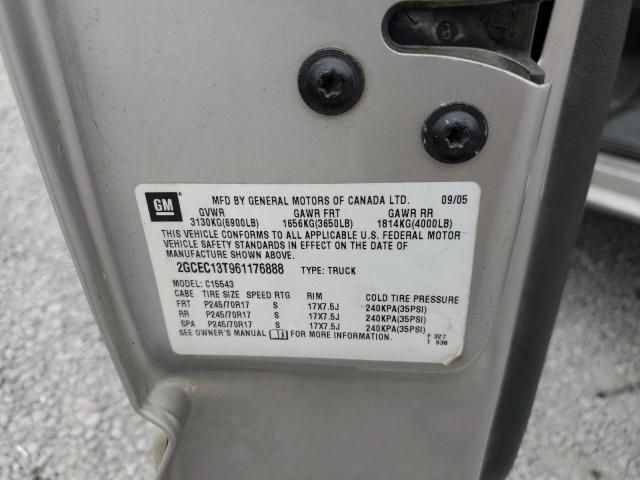 GM
MFD BY GENERAL MOTORS OF CANADA LTD. 09/05
GVWR GAWR FRT GAWR RR
3130KG(6900LB) 1656KG(3650LB) 1814KG(4000LB)
THIS VEHICLE CONFORMS TO ALL APPLICABLE U.S. FEDERAL MOTOR
VEHICLE SAFETY STANDARDS IN EFFECT ON THE DATE OF
MANUFACTURE SHOWN ABOVE.
2GCEC13T961176888 TYPE: TRUCK
MODEL: C15543
CABE TIRE SIZE SPEED RTG RIM COLD TIRE PRESSURE
FRT P245/70R17 S 17X7.5J 240KPA(35PSI)
RR P245/70R17 S 17X7.5J 240KPA(35PSI)
SPA P245/70R17 S 17X7.5J 240KPA(35PSI)
SEE OWNER'S MANUAL FOR MORE INFORMATION.
F 327
T 938